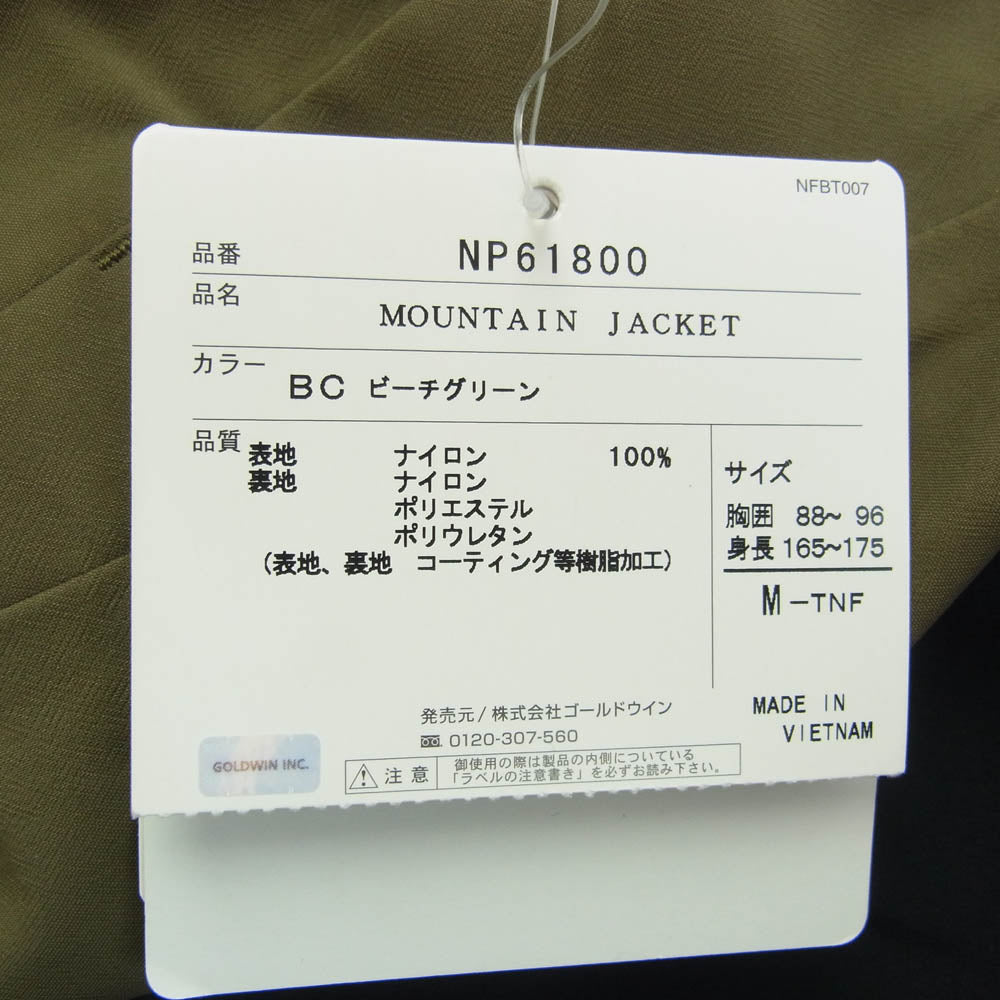 NFBT007
品番 NP61800
品名 MOUNTAIN JACKET
カラー BC ビーチグリーン
品質 表地 ナイロン 100%
裏地 ナイロン
ポリエステル
ポリウレタン
(表地、裏地 コーティング等樹脂加工)
サイズ
胸囲 88~ 96
身長 165~175
M-TNF
発売元/株式会社ゴールドウイン
0120-307-560
MADE IN
VIETNAM
GOLDWIN INC.
注意
御使用の際は製品の内側についている
「ラベルの注意書き」を必ずお読み下さい。